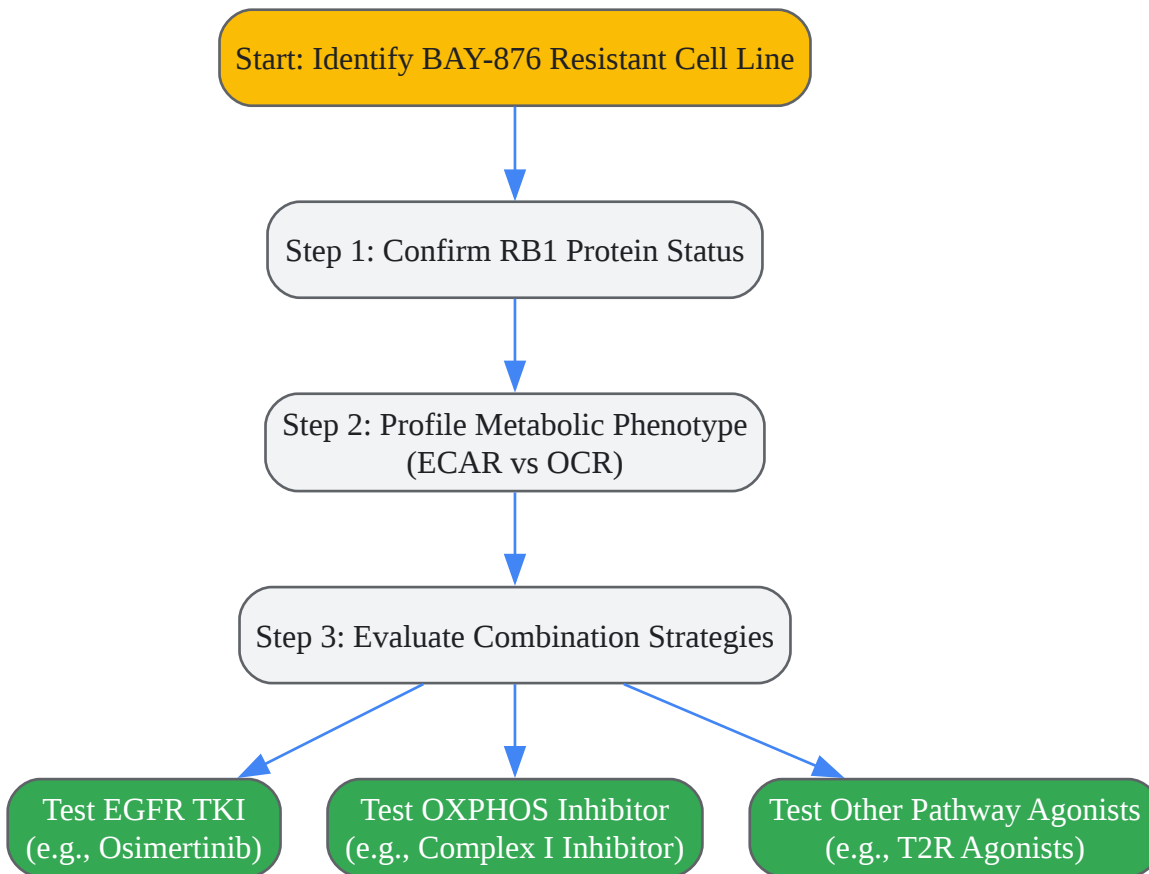 Start: Identify BAY-876 Resistant Cell Line
Step 1: Confirm RB1 Protein Status
Step 2: Profile Metabolic Phenotype
(ECAR vs OCR)
Step 3: Evaluate Combination Strategies
Test EGFR TKI
(e.g., Osimertinib)
Test OXPHOS Inhibitor
(e.g., Complex I Inhibitor)
Test Other Pathway Agonists
(e.g., T2R Agonists)